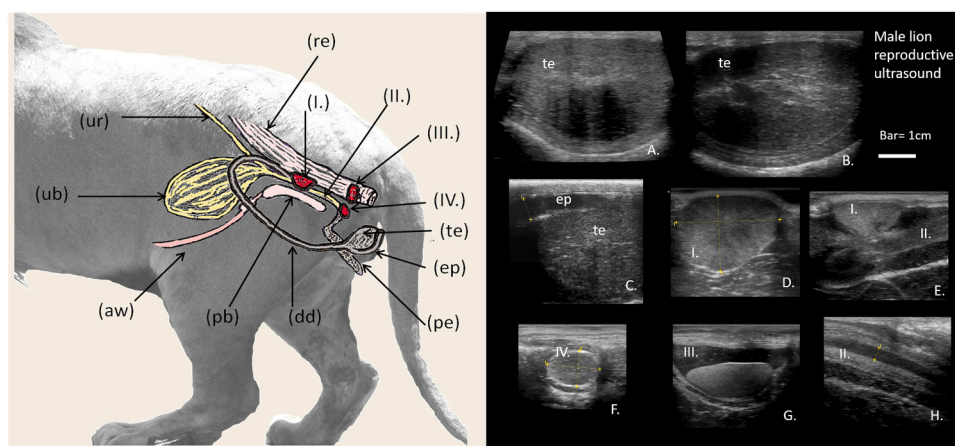 (re)
(I.)
(II.)
(III.)
(ur)
(ub)
(IV.)
(te)
(ep)
(aw)
(pb)
(dd)
(pe)
te
A.
te
B.
Male lion
reproductive
ultrasound
Bar= 1cm
ep
te
C.
I.
D.
I.
II.
E.
IV.
F.
III.
G.
II.
H.